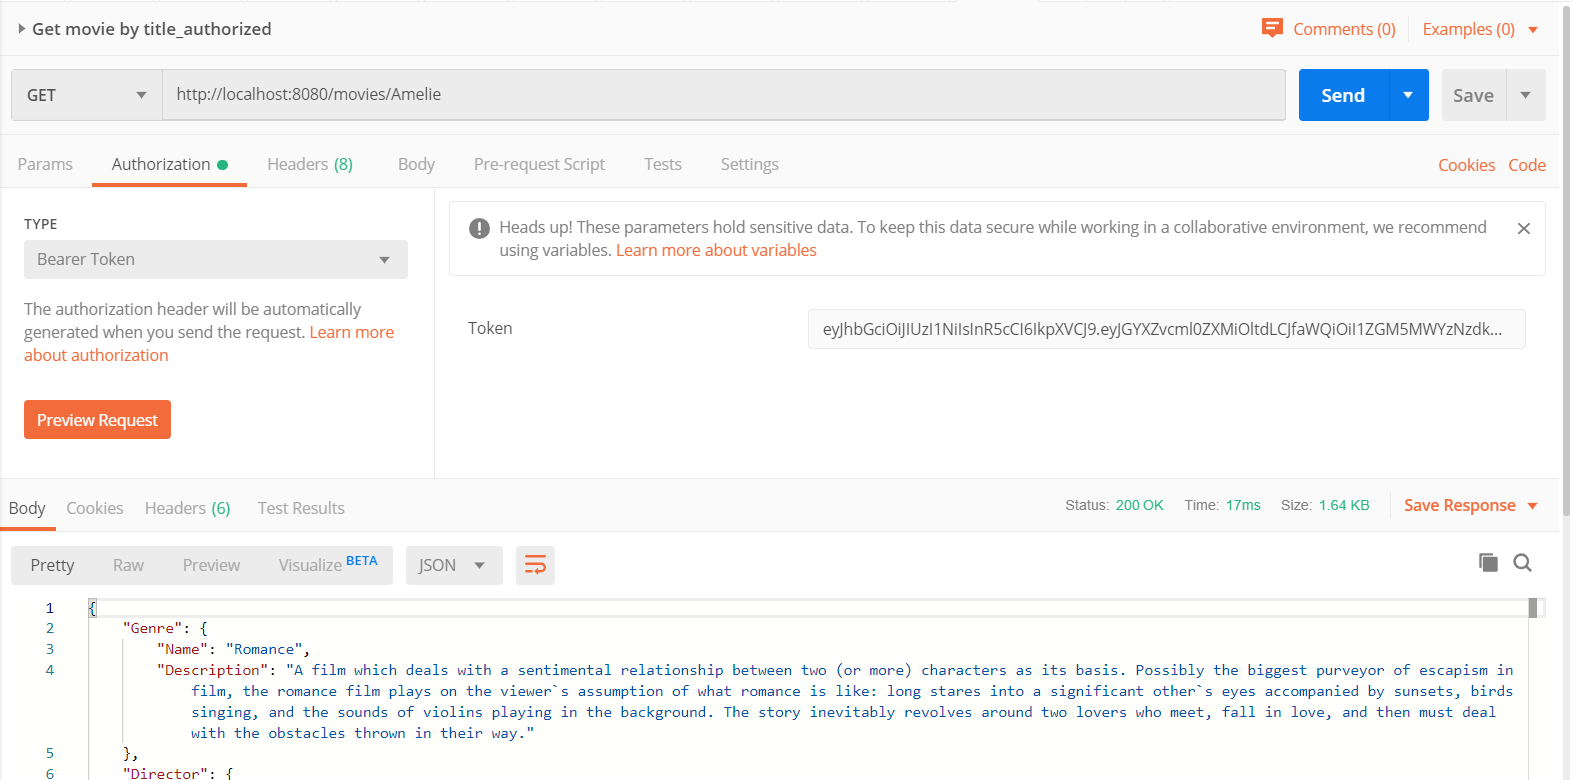 Get movie by title_authorized
Comments (0)
Examples (0)
GET
http://localhost:8080/movies/Amelie
Send
Save
Params
Authorization
Headers (8)
Body
Pre-request Script
Tests
Settings
Cookies
Code
TYPE
Bearer Token
The authorization header will be automatically
generated when you send the request. Learn more
about authorization
Preview Request
Heads up! These parameters hold sensitive data. To keep this data secure while working in a collaborative environment, we recommend
using variables. Learn more about variables
Token
eyJhbGciOiJIUzI1NiIsInR5cCI6IkpXVCJ9.eyJGYXZvcml0ZXMiOltdLCJfaWQiOiI1ZGM5MWYzNzdk...
Body
Cookies
Headers (6)
Test Results
Status: 200 OK
Time: 17ms
Size: 1.64 KB
Save Response
Pretty
Raw
Preview
Visualize BETA
JSON
1 {
2 "Genre": {
3 "Name": "Romance",
4 "Description": "A film which deals with a sentimental relationship between two (or more) characters as its basis. Possibly the biggest purveyor of escapism in
film, the romance film plays on the viewer`s assumption of what romance is like: long stares into a significant other`s eyes accompanied by sunsets, birds
singing, and the sounds of violins playing in the background. The story inevitably revolves around two lovers who meet, fall in love, and then must deal
with the obstacles thrown in their way."
5 },
6 "Director": {